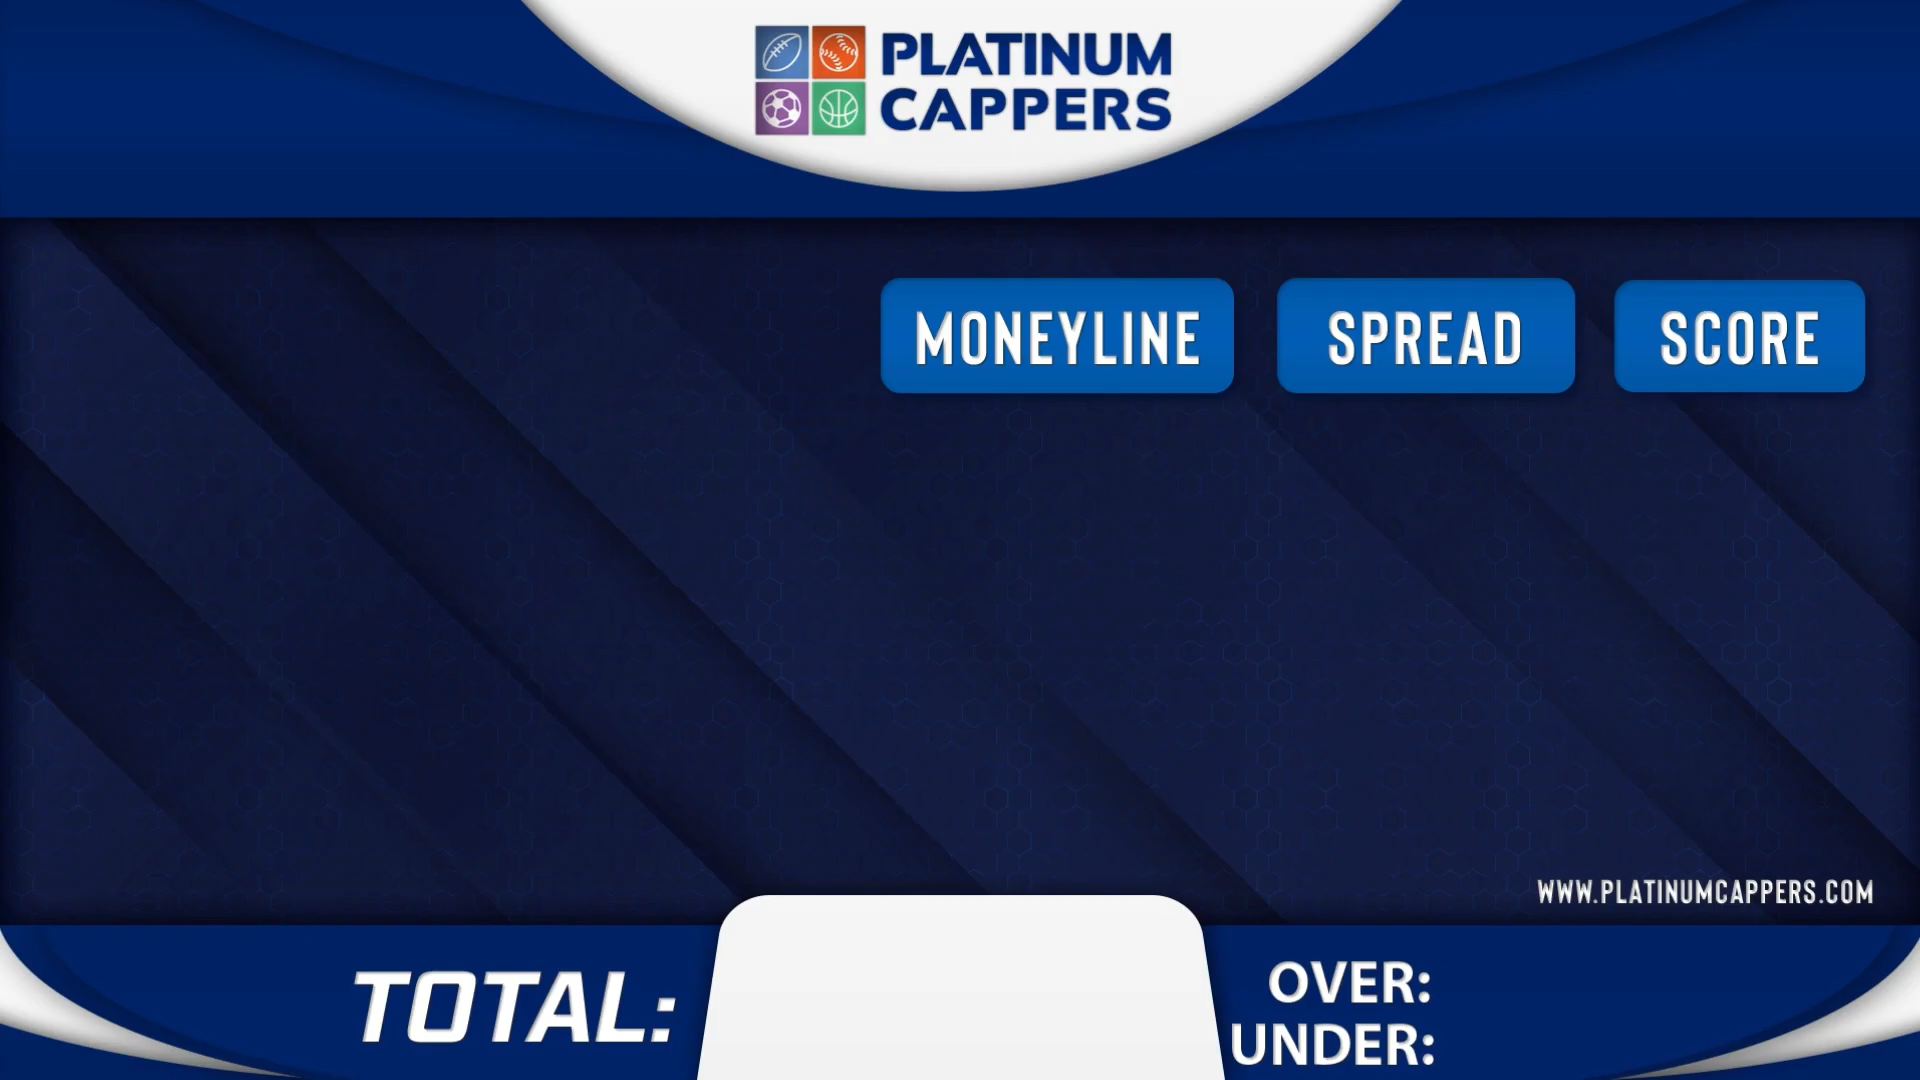 PLATINUM
CAPPERS
MONEYLINE SPREAD SCORE
WWW.PLATINUMCAPPERS.COM
TOTAL:
OVER:
UNDER: